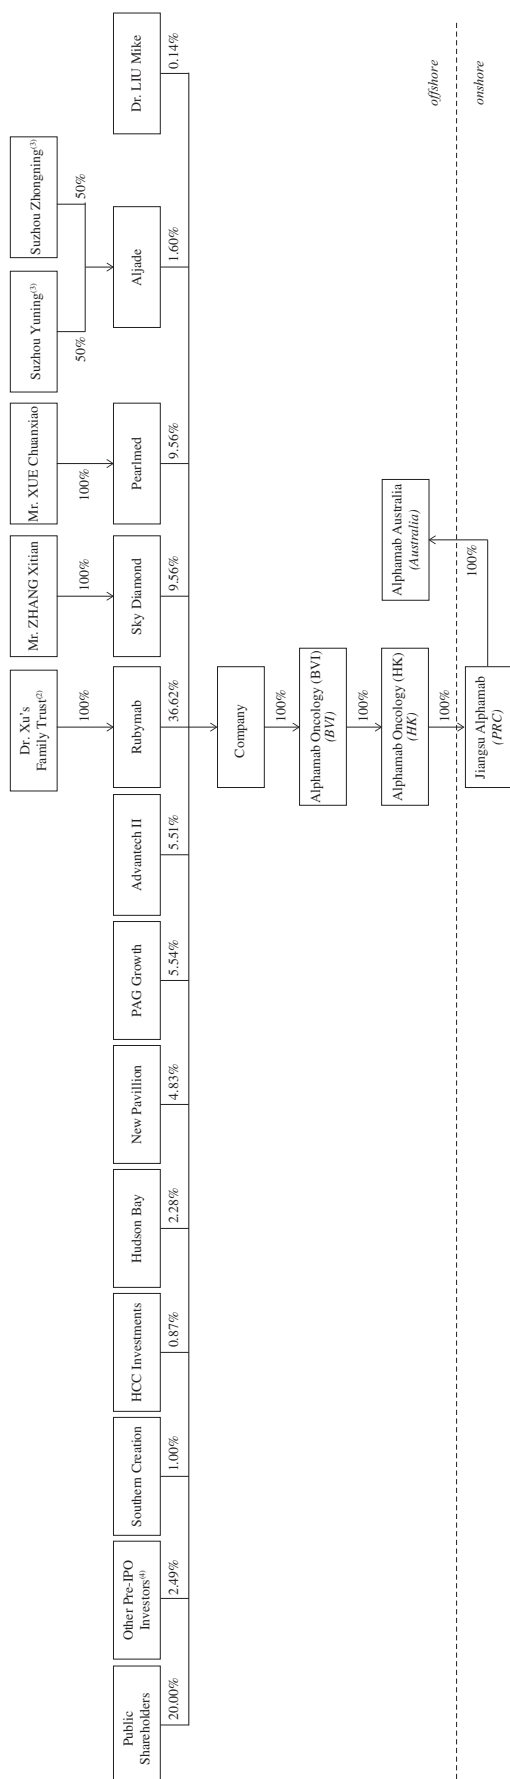 Dr. Xu's
Family Trust(2)
Mr. ZHANG Xitian
Mr. XUE Chuanxiao
Suzhou Yuning(3)
Suzhou Zhongning(3)
100%
100%
100%
50%
50%
Public
Shareholders
Other Pre-IPO
Investors(4)
Southern Creation
HCC Investments
Hudson Bay
New Pavillion
PAG Growth
Advantech II
Rubymab
Sky Diamond
Pearlmed
Aljade
Dr. LIU Mike
20.00%
2.49%
1.00%
0.87%
2.28%
4.83%
5.54%
5.51%
36.62%
9.56%
9.56%
1.60%
0.14%
Company
100%
Alphamab Oncology (BVI)
(BVI)
100%
Alphamab Oncology (HK)
(HK)
Alphamab Australia
(Australia)
100%
100%
offshore
onshore
Jiangsu Alphamab
(PRC)